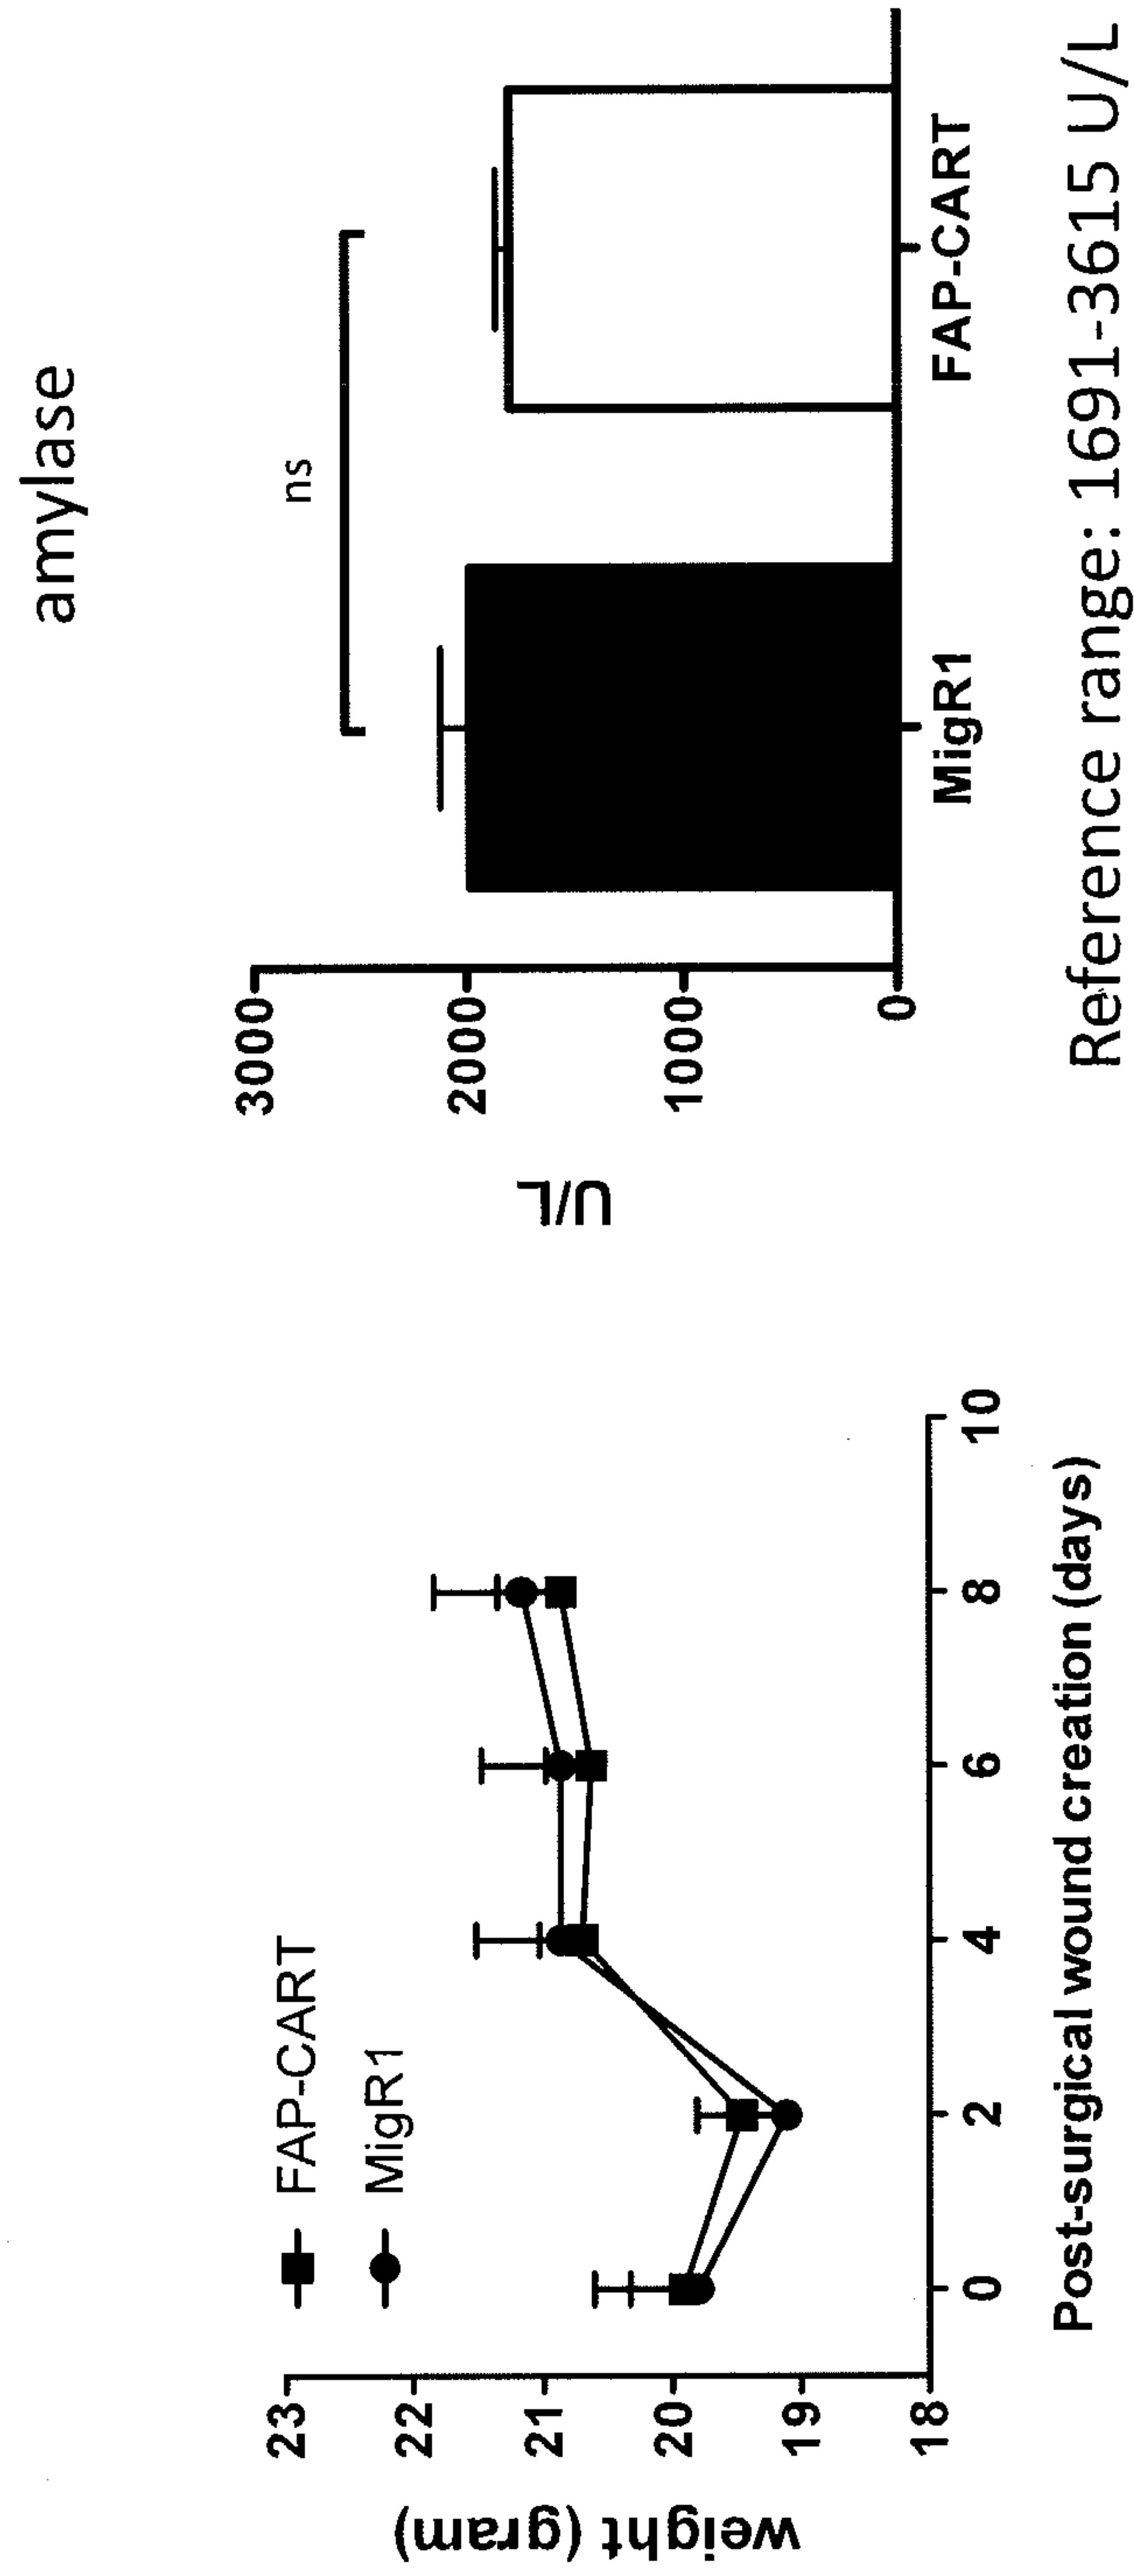 FAP-CART
MigR1
weight (gram)
23
22
21
20
19
18
0 2 4 6 8 10
Post-surgical wound creation (days)
amylase
ns
U/L
3000
2000
1000
0
MigR1 FAP-CART
Reference range: 1691-3615 U/L